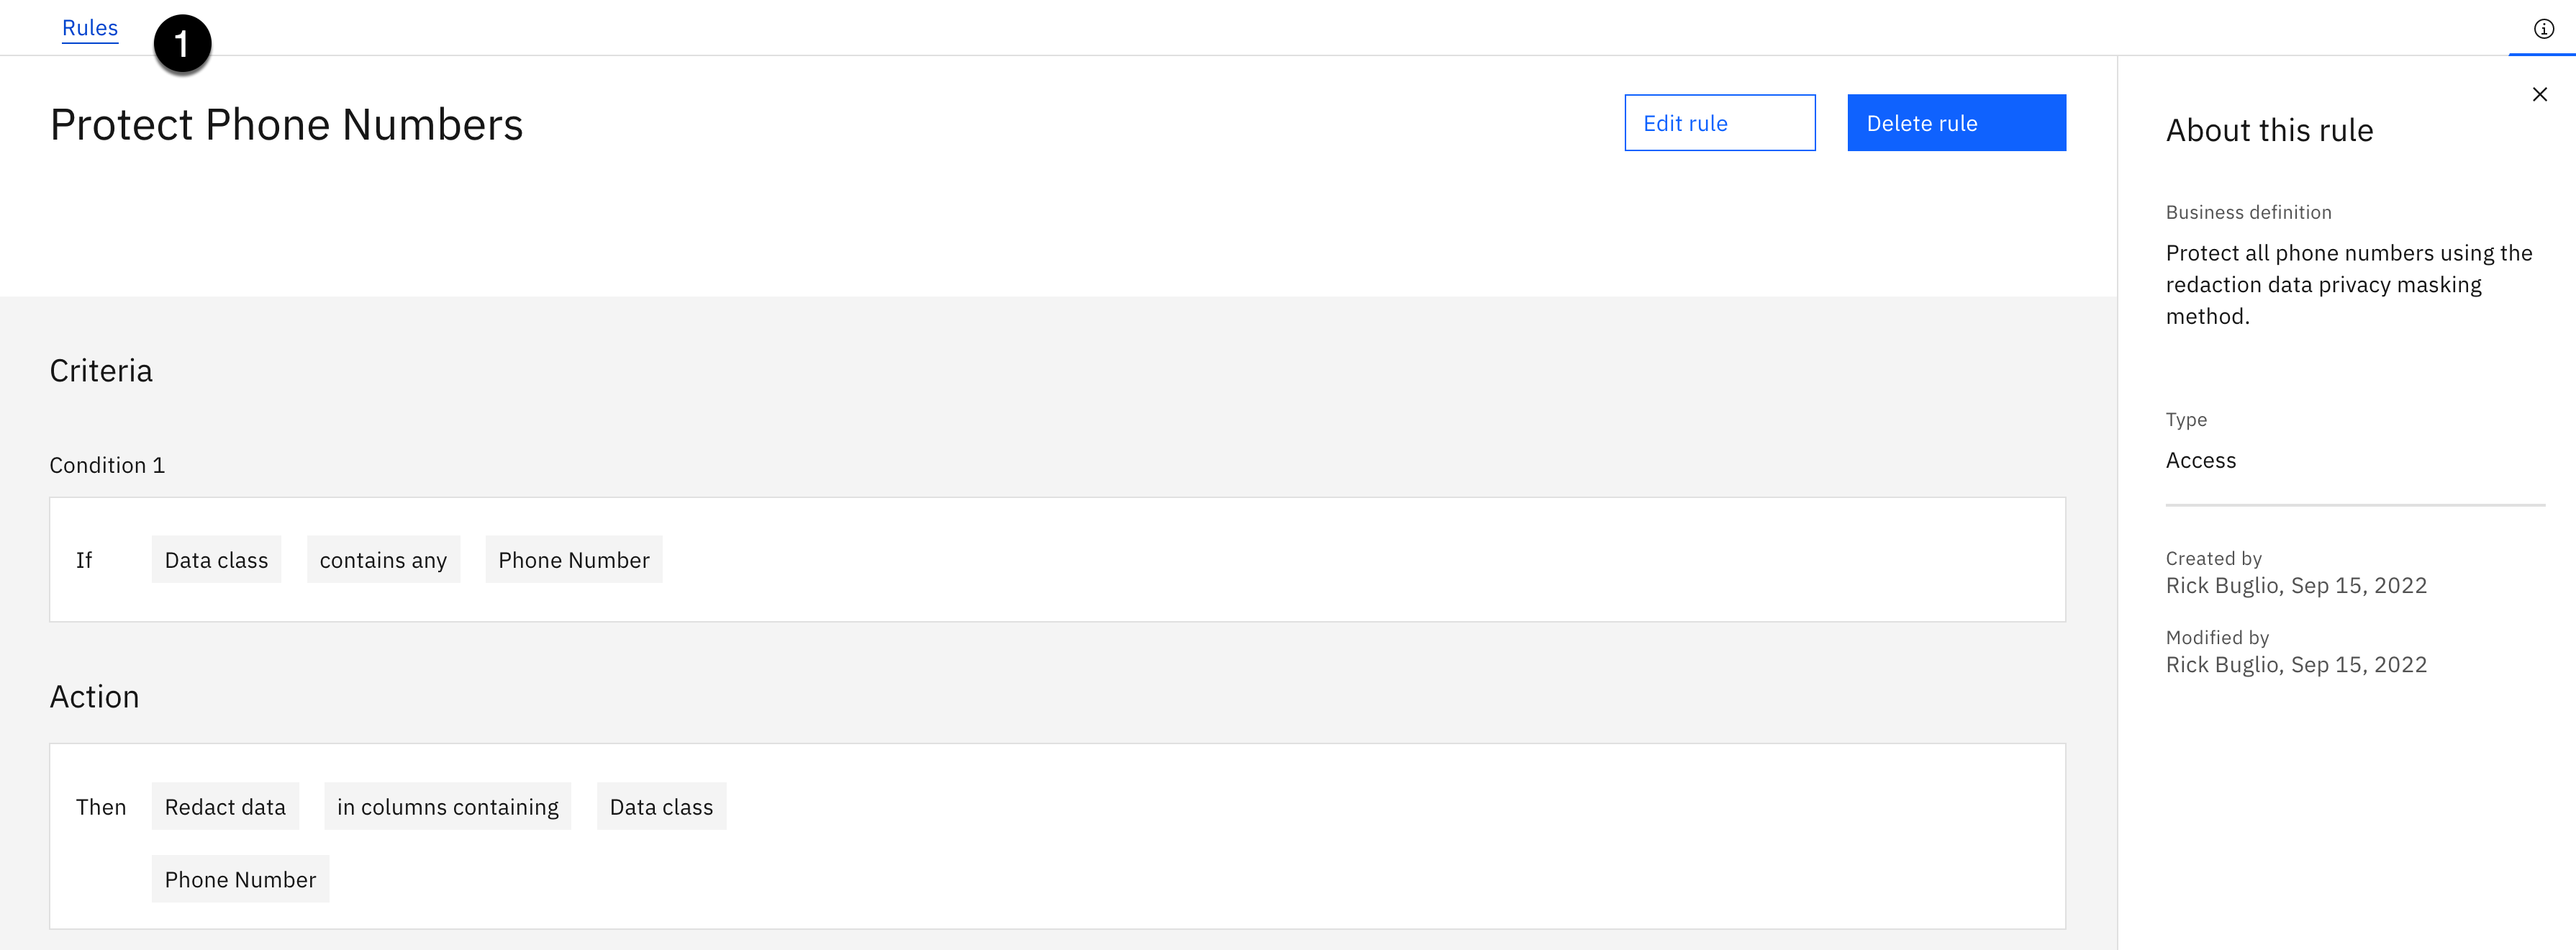 Rules
1
Protect Phone Numbers
Edit rule
Delete rule
Criteria
Condition 1
If Data class contains any Phone Number
Action
Then Redact data in columns containing Data class
Phone Number
About this rule
Business definition
Protect all phone numbers using the
redaction data privacy masking
method.
Type
Access
Created by
Rick Buglio, Sep 15, 2022
Modified by
Rick Buglio, Sep 15, 2022